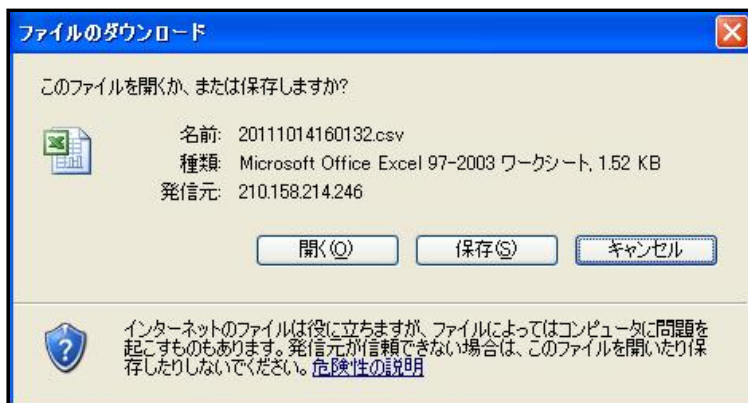 ファイルのダウンロード
このファイルを開くか、または保存しますか?
名前: 20111014160132.csv
種類: Microsoft Office Excel 97-2003 ワークシート, 1.52 KB
発信元: 210.158.214.246
開く(O) 保存(S) キャンセル
インターネットのファイルは役に立ちますが、ファイルによってはコンピュータに問題を
起こすものもあります。発信元が信頼できない場合は、このファイルを開いたり保
存したりしないでください。危険性の説明